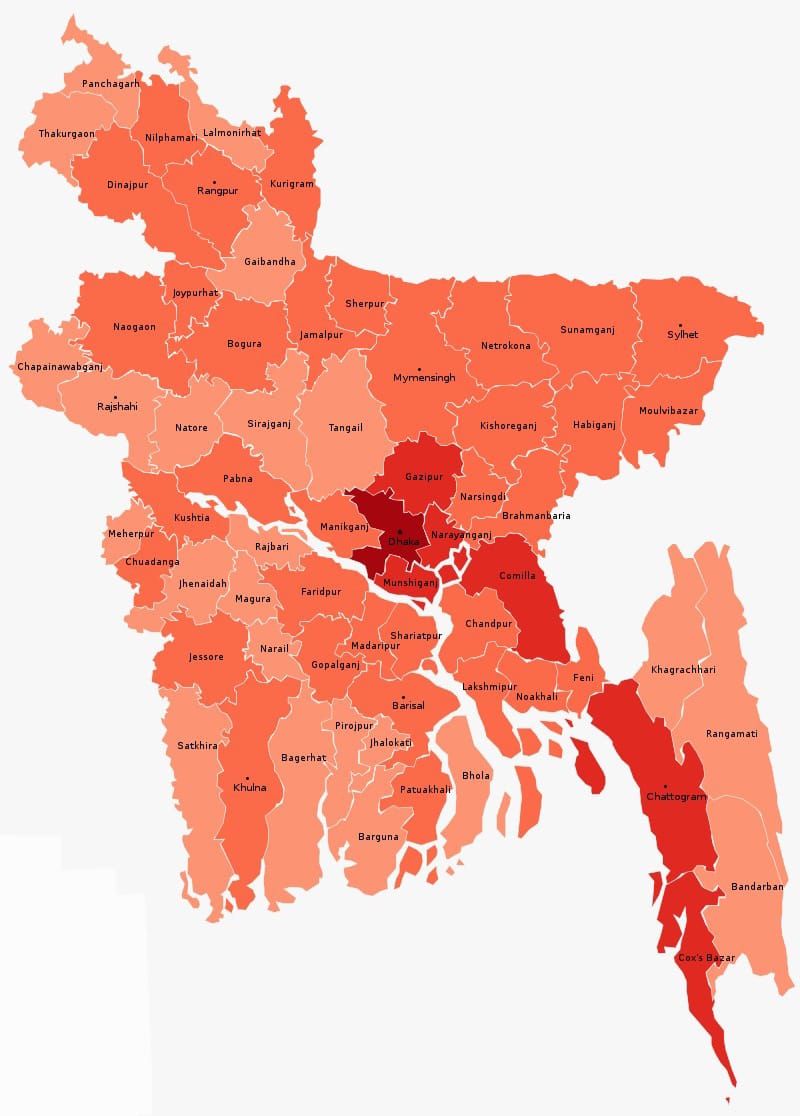 Panchagarh
Thakurgaon
Nilphamari
Lalmonirhat
Dinajpur
Rangpur
Kurigram
Gaibandha
Joypurhat
Sherpur
Naogaon
Jamalpur
Sunamganj
Sylhet
Bogura
Netrokona
Chapainawabganj
Mymensingh
Rajshahi
Moulvibazar
Natore
Sirajganj
Tangail
Kishoreganj
Habiganj
Pabna
Gazipur
Narsingdi
Kushtia
Manikganj
Brahmanbaria
Meherpur
Rajbari
Dhaka
Narayanganj
Chuadanga
Jhenaidah
Munshiganj
Comilla
Magura
Faridpur
Chandpur
Shariatpur
Madaripur
Narail
Jessore
Gopalganj
Khagrachhari
Feni
Lakshmipur
Noakhali
Barisal
Pirojpur
Rangamati
Satkhira
Jhalokati
Bagerhat
Bhola
Khulna
Patuakhali
Chattogram
Barguna
Bandarban
Cox's Bazar